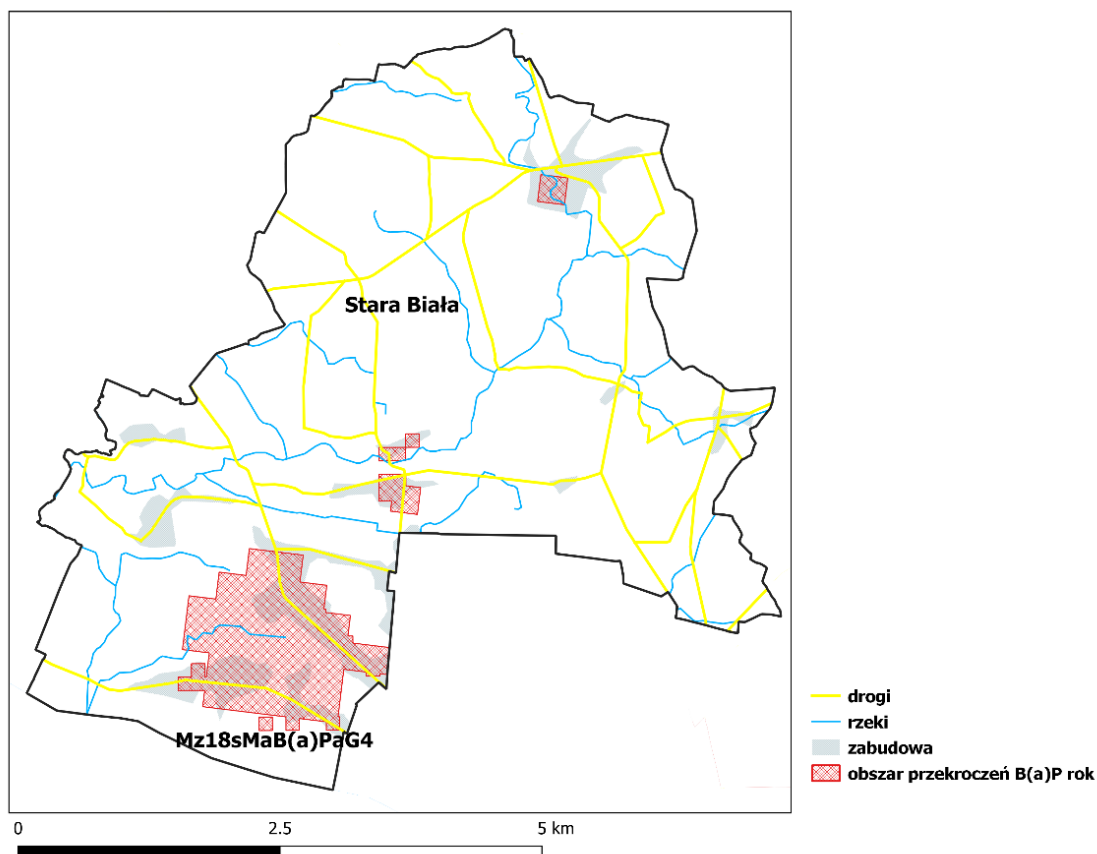 Stara Biała
Mz18sMaB(a)PaG4
drogi
rzeki
zabudowa
obszar przekroczeń B(a)P rok
0 2.5 5 km